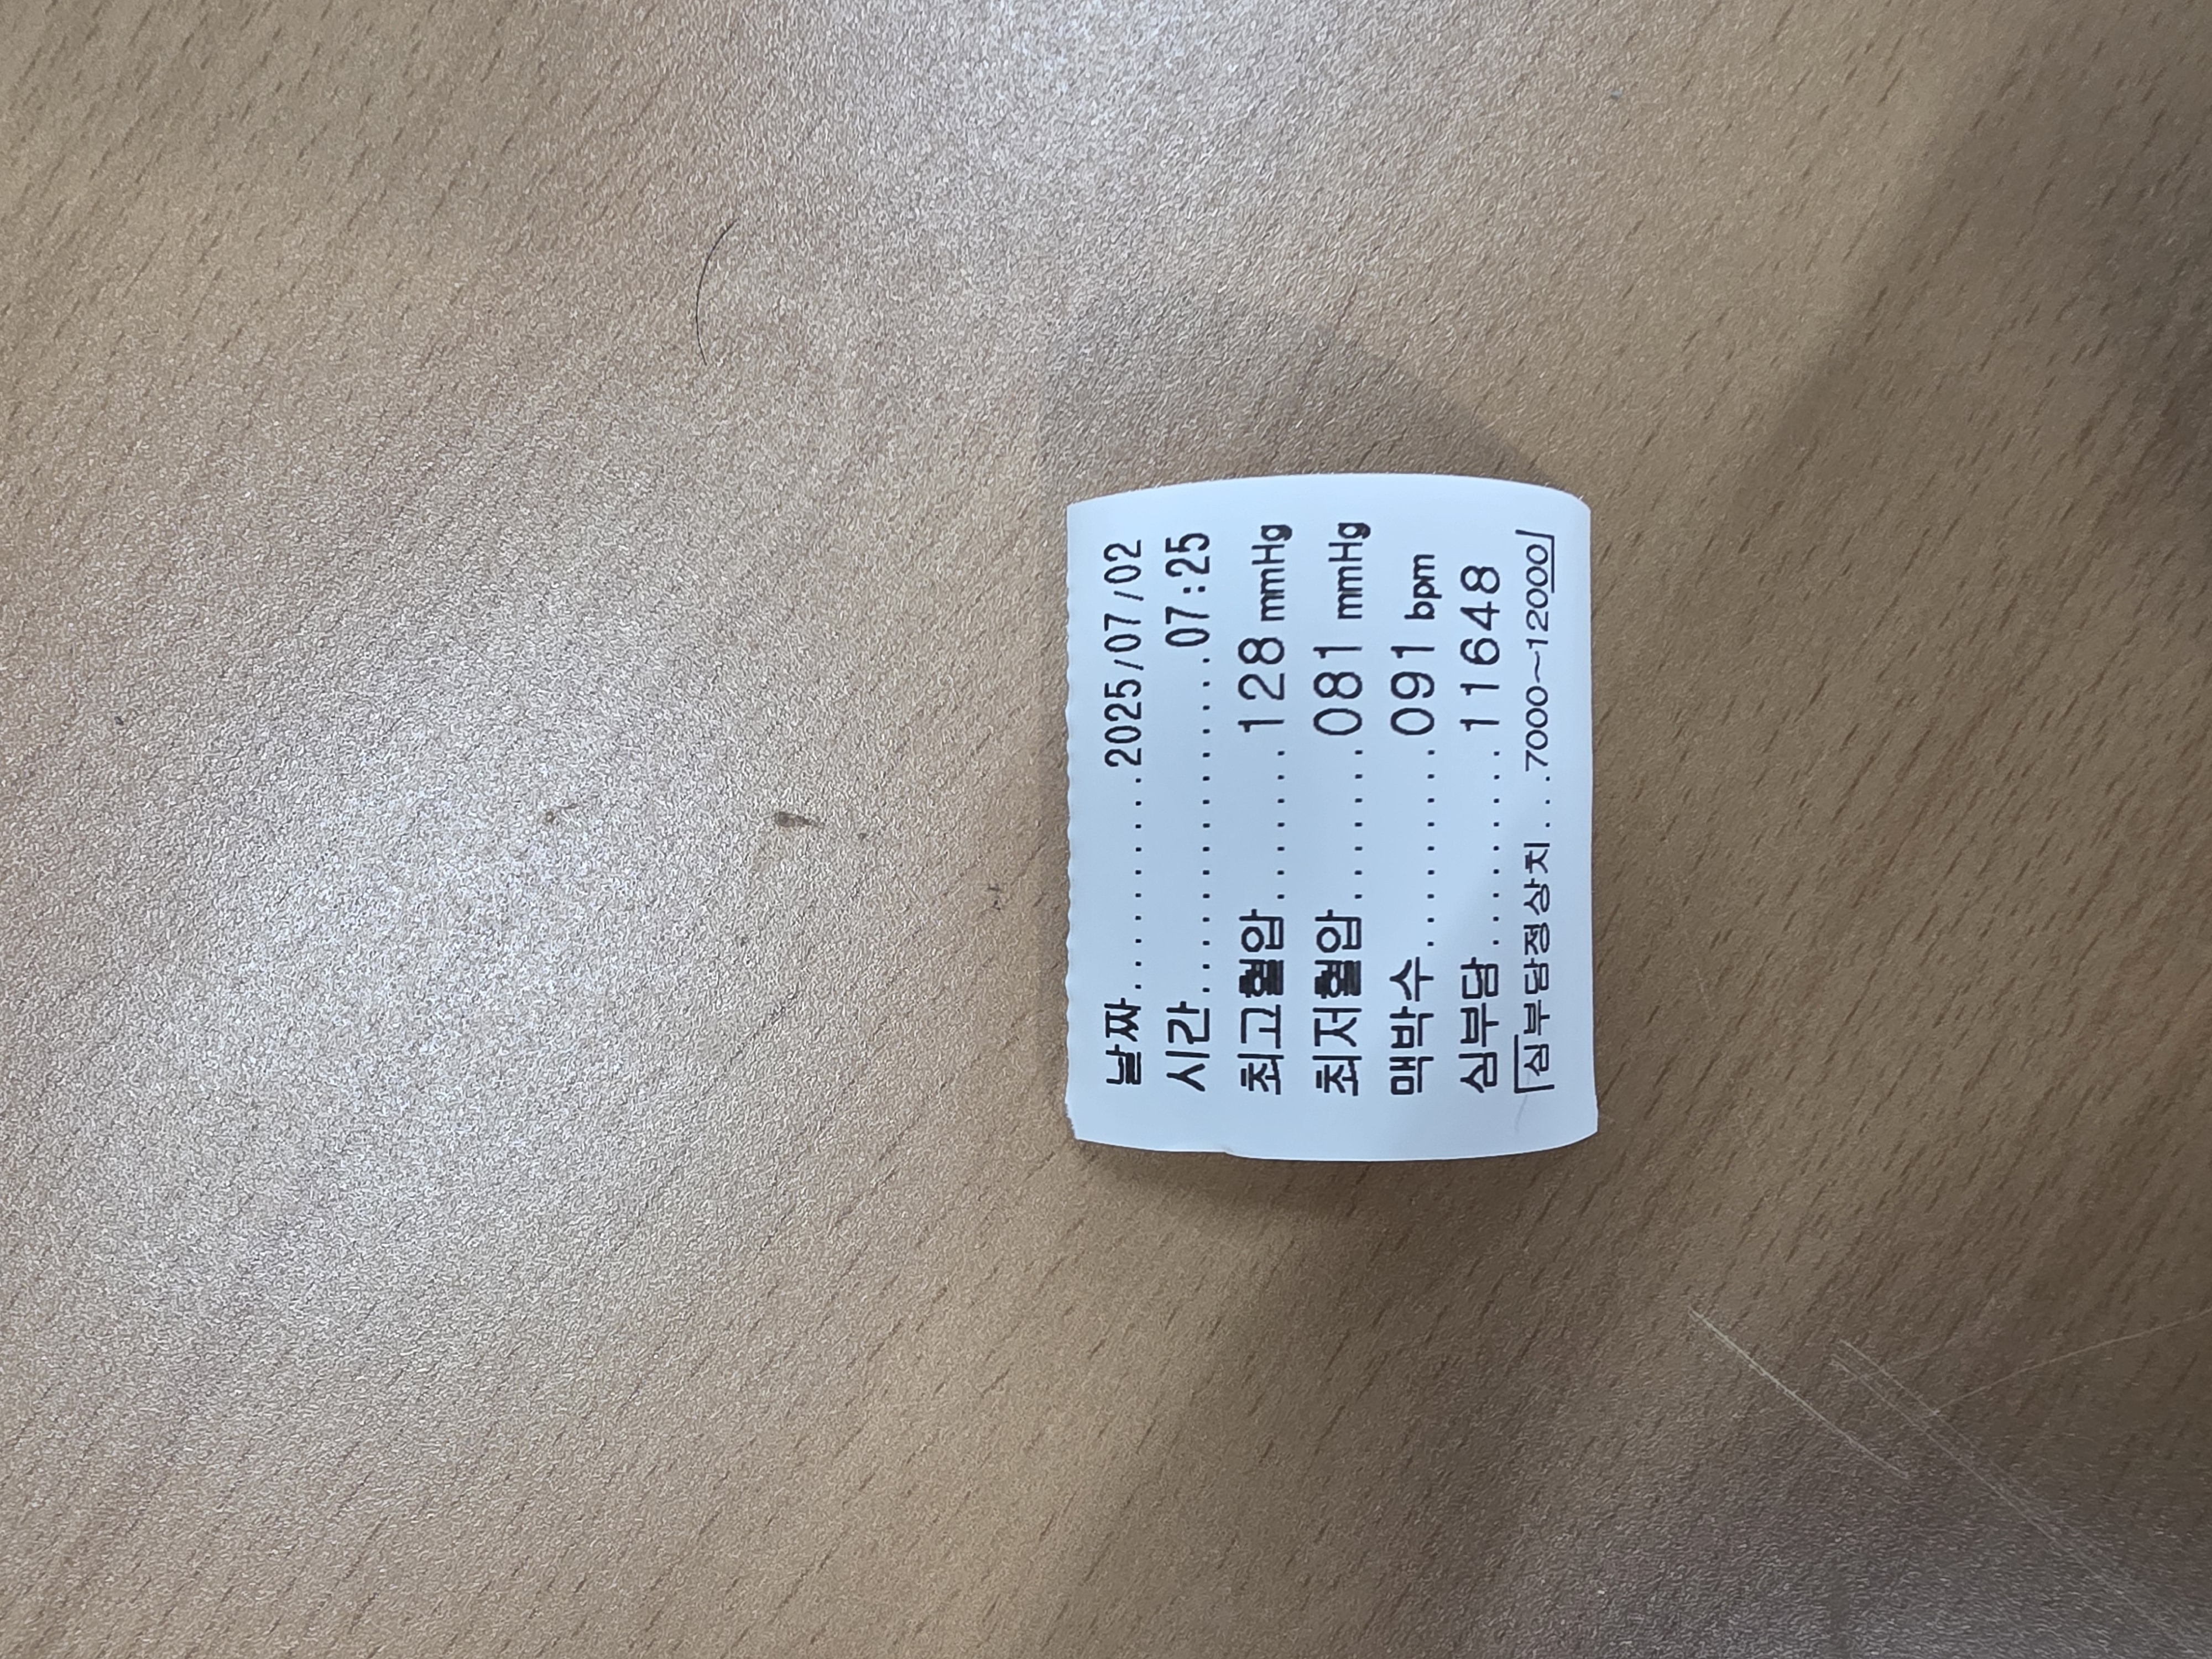 날짜...........2025/07/02
시간.................07:25
최고혈압.......128 mmHg
최저혈압.......081 mmHg
맥박수.........091 bpm
심부담.........11648
심부담정상치...7000~12000